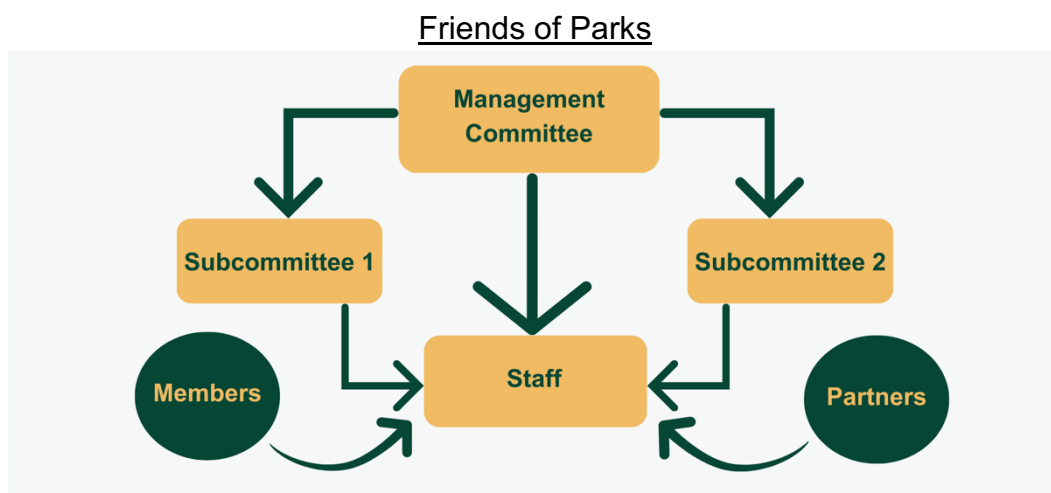 Friends of Parks
Management
Committee
Subcommittee 1
Subcommittee 2
Staff
Members
Partners